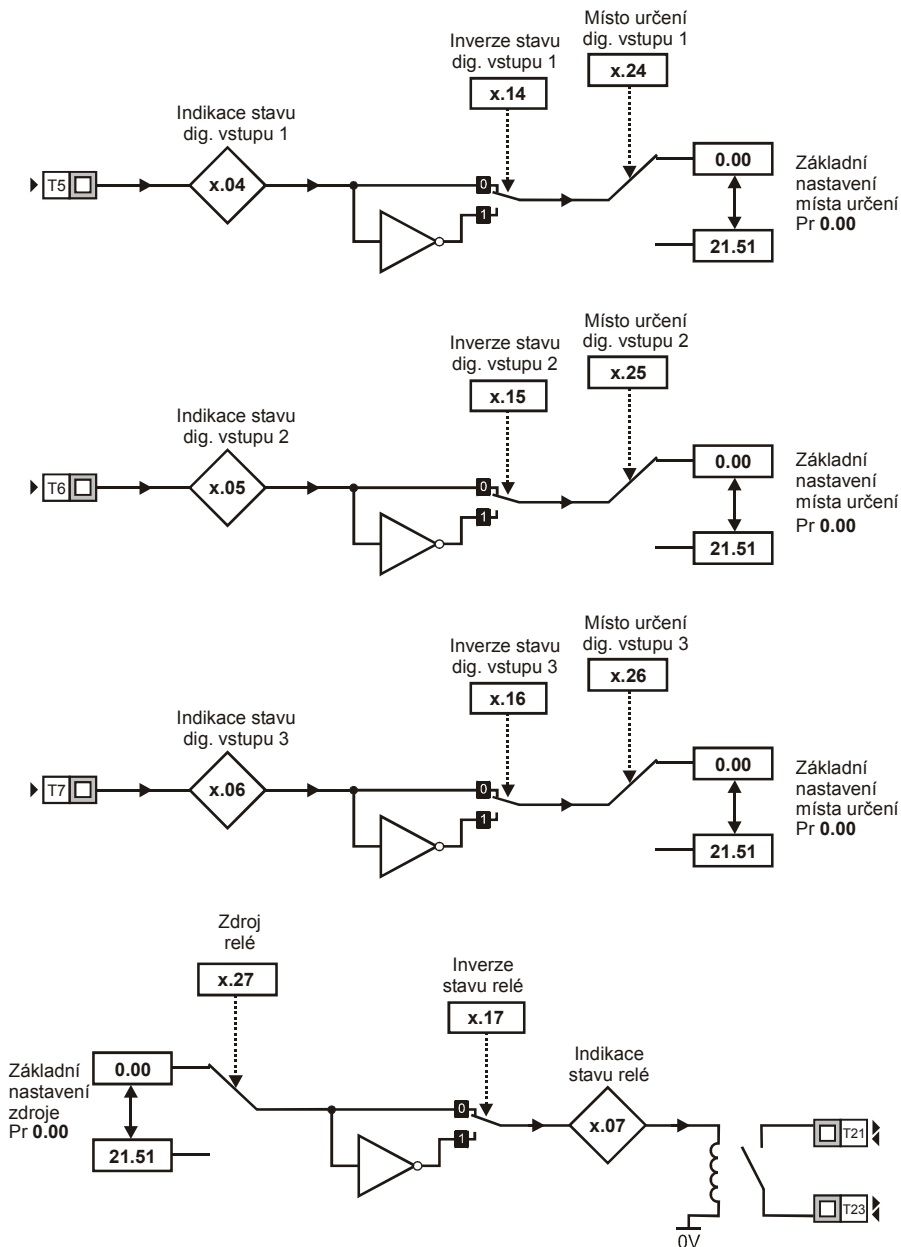 Místo určení
dig. vstupu 1
Inverze stavu
dig. vstupu 1
x.24
x.14
Indikace stavu
dig. vstupu 1
T5
x.04
0
1
0.00
21.51
Základní
nastavení
místa určení
Pr 0.00
Místo určení
dig. vstupu 2
Inverze stavu
dig. vstupu 2
x.25
x.15
Indikace stavu
dig. vstupu 2
T6
x.05
0
1
0.00
21.51
Základní
nastavení
místa určení
Pr 0.00
Místo určení
dig. vstupu 3
Inverze stavu
dig. vstupu 3
x.26
x.16
Indikace stavu
dig. vstupu 3
T7
x.06
0
1
0.00
21.51
Základní
nastavení
místa určení
Pr 0.00
Zdroj
relé
x.27
Inverze
stavu relé
x.17
Základní
nastavení
zdroje
Pr 0.00
0.00
21.51
0
1
Indikace
stavu relé
x.07
T21
T23
0V